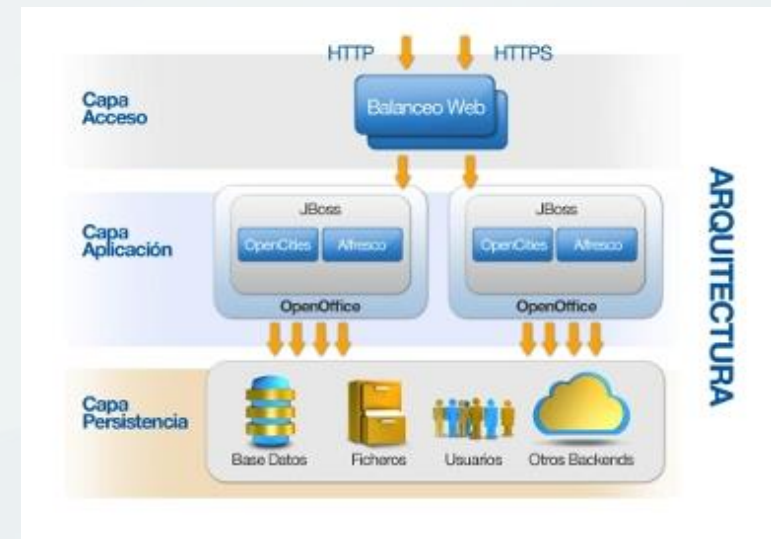 HTTP
HTTPS
Capa
Acceso
Balanceo Web
Capa
Aplicación
JBoss
OpenCities
Alfresco
OpenOffice
JBoss
OpenCities
Alfresco
OpenOffice
ARQUITECTURA
Capa
Persistencia
Base Datos
Ficheros
Usuarios
Otros Backends